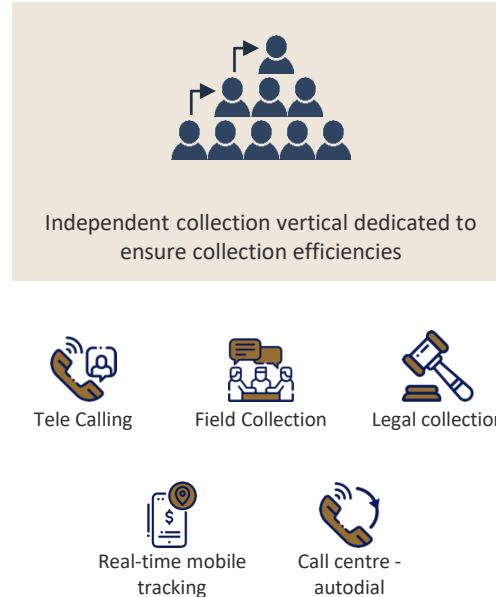 Independent collection vertical dedicated to
ensure collection efficiencies
Tele Calling
Field Collection
Legal collection
$
Real-time mobile
tracking
Call centre -
autodial